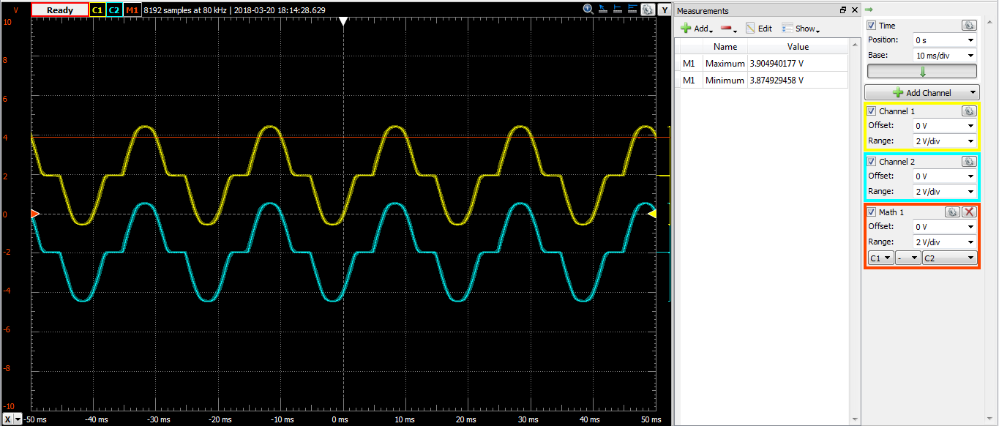 V Ready C1 C2 M1 8192 samples at 80 kHz | 2018-03-20 18:14:28.629 Y
10
8
6
4
2
0
-2
-4
-6
-8
-10
X -50 ms -40 ms -30 ms -20 ms -10 ms 0 ms 10 ms 20 ms 30 ms 40 ms 50 ms
Measurements
Add Edit Show
Name Value
M1 Maximum 3.904940177 V
M1 Minimum 3.874929458 V
Time
Position: 0 s
Base: 10 ms/div
Add Channel
Channel 1
Offset: 0 V
Range: 2 V/div
Channel 2
Offset: 0 V
Range: 2 V/div
Math 1
Offset: 0 V
Range: 2 V/div
C1 - C2